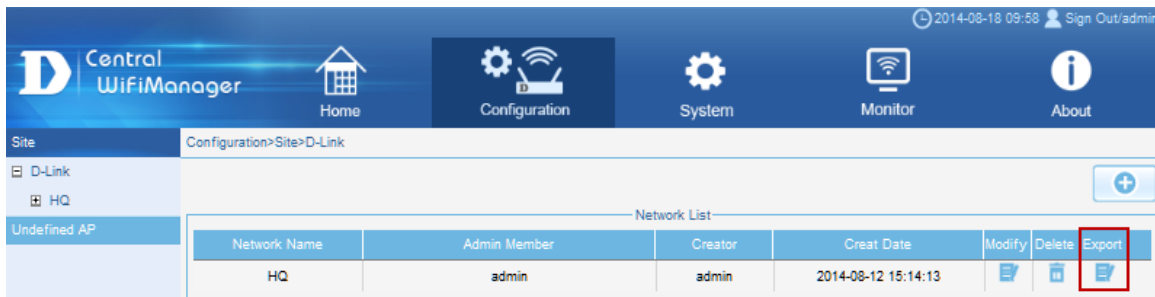 2014-08-18 09:58 Sign Out/admin
D Central
WiFiManager
Home Configuration System Monitor About
Site Configuration>Site>D-Link
D-Link
HQ
Network List
Undefined AP
Network Name Admin Member Creator Creat Date Modify Delete Export
HQ admin admin 2014-08-12 15:14:13